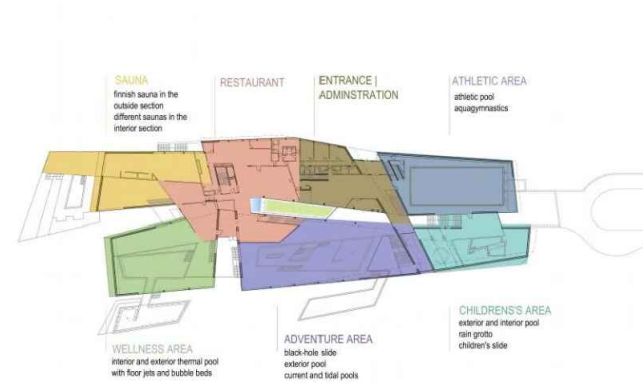 SAUNA
finnish sauna in the
outside section
different saunas in the
interior section
RESTAURANT
ENTRANCE |
ADMINSTRATION
ATHLETIC AREA
athletic pool
aquagymnastics
WELLNESS AREA
interior and exterior thermal pool
with floor jets and bubble beds
ADVENTURE AREA
black-hole slide
exterior pool
current and tidal pools
CHILDRENS'S AREA
exterior and interior pool
rain grotto
children's slide